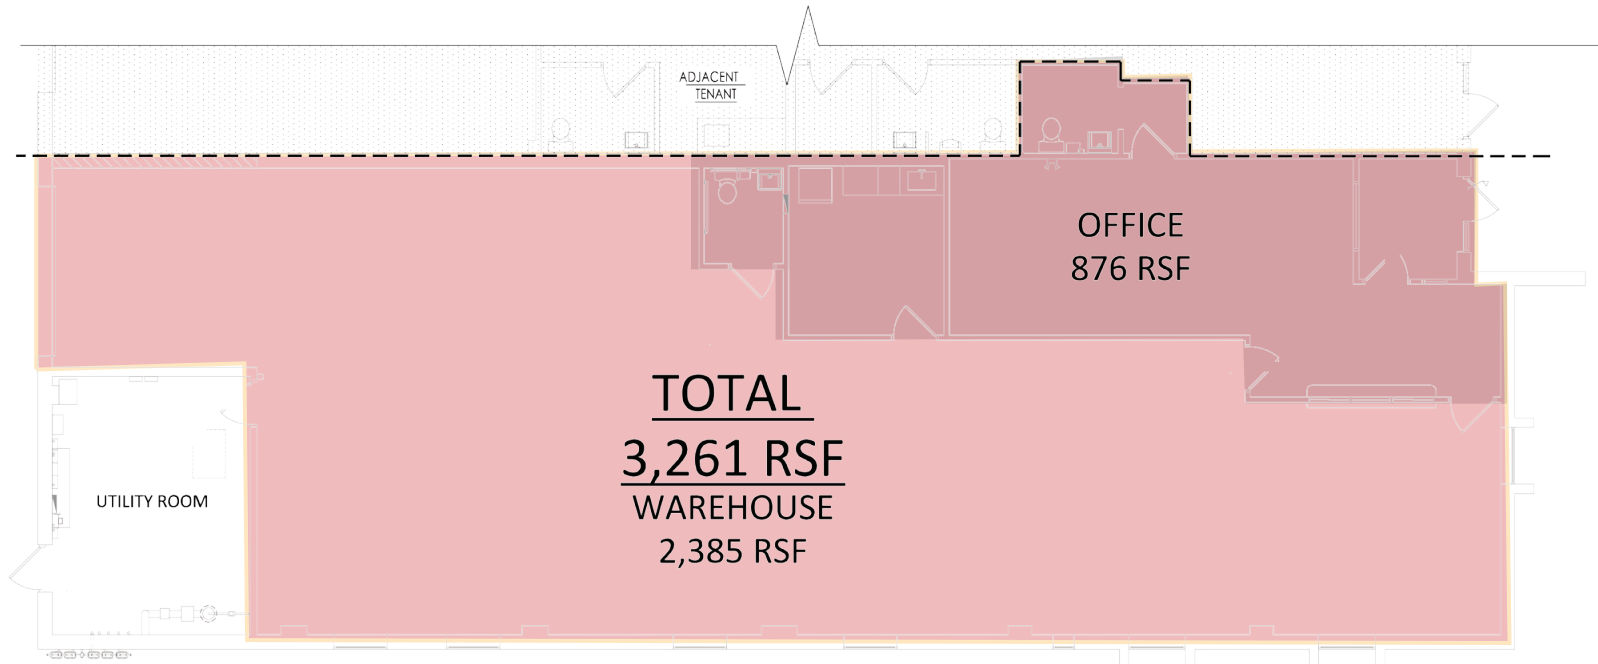 ADJACENT
TENANT
OFFICE
876 RSF
TOTAL
3,261 RSF
WAREHOUSE
2,385 RSF
UTILITY ROOM